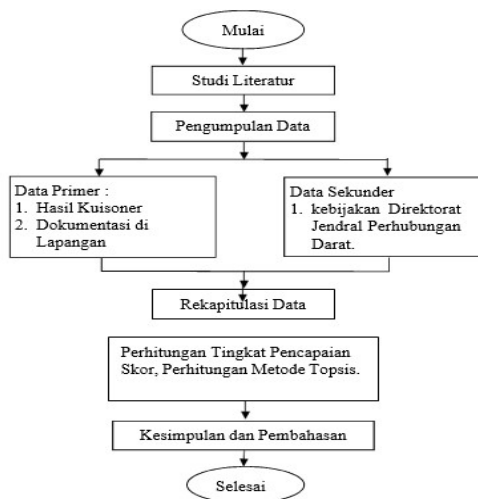 Mulai
Studi Literatur
Pengumpulan Data
Data Primer :
1. Hasil Kuisoner
2. Dokumentasi di
Lapangan
Data Sekunder
1. kebijakan Direktorat
Jendral Perhubungan
Darat.
Rekapitulasi Data
Perhitungan Tingkat Pencapaian
Skor, Perhitungan Metode Topsis.
Kesimpulan dan Pembahasan
Selesai